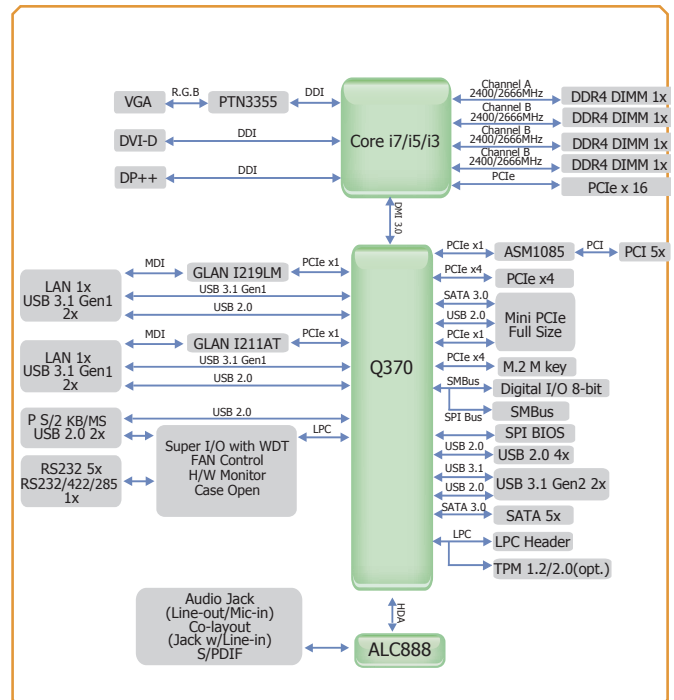 VGA
R.G.B
PTN3355
DDI
DVI-D
DDI
DP++
DDI
Core i7/i5/i3
Channel A
2400/2666MHz
DDR4 DIMM 1x
Channel B
2400/2666MHz
DDR4 DIMM 1x
Channel B
2400/2666MHz
DDR4 DIMM 1x
Channel B
2400/2666MHz
DDR4 DIMM 1x
PCIe
PCIe x 16
DMI 3.0
LAN 1x
USB 3.1 Gen1
2x
MDI
GLAN I219LM
PCIe x1
USB 3.1 Gen1
USB 2.0
LAN 1x
USB 3.1 Gen1
2x
MDI
GLAN I211AT
PCIe x1
USB 3.1 Gen1
USB 2.0
P S/2 KB/MS
USB 2.0 2x
USB 2.0
RS232 5x
RS232/422/285
1x
Super I/O with WDT
FAN Control
H/W Monitor
Case Open
LPC
Q370
PCIe x1
ASM1085
PCI
PCI 5x
PCIe x4
PCIe x4
SATA 3.0
USB 2.0
PCIe x1
Mini PCIe
Full Size
PCIe x4
M.2 M key
SMBus
Digital I/O 8-bit
SMBus
SPI Bus
SPI BIOS
USB 2.0
USB 2.0 4x
USB 3.1
USB 2.0
USB 3.1 Gen2 2x
SATA 3.0
SATA 5x
LPC
LPC Header
TPM 1.2/2.0(opt.)
HDA
Audio Jack
(Line-out/Mic-in)
Co-layout
(Jack w/Line-in)
S/PDIF
ALC888